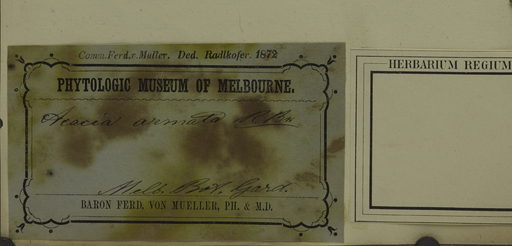 Comm. Ferd. v. Muller. Ded. Radlkofer. 1872
PHYTOLOGIC MUSEUM OF MELBOURNE.
Acacia armata R. Br.
Melb. Bot. Gard.
BARON FERD. VON MUELLER, PH. & M.D.
HERBARIUM REGIUM